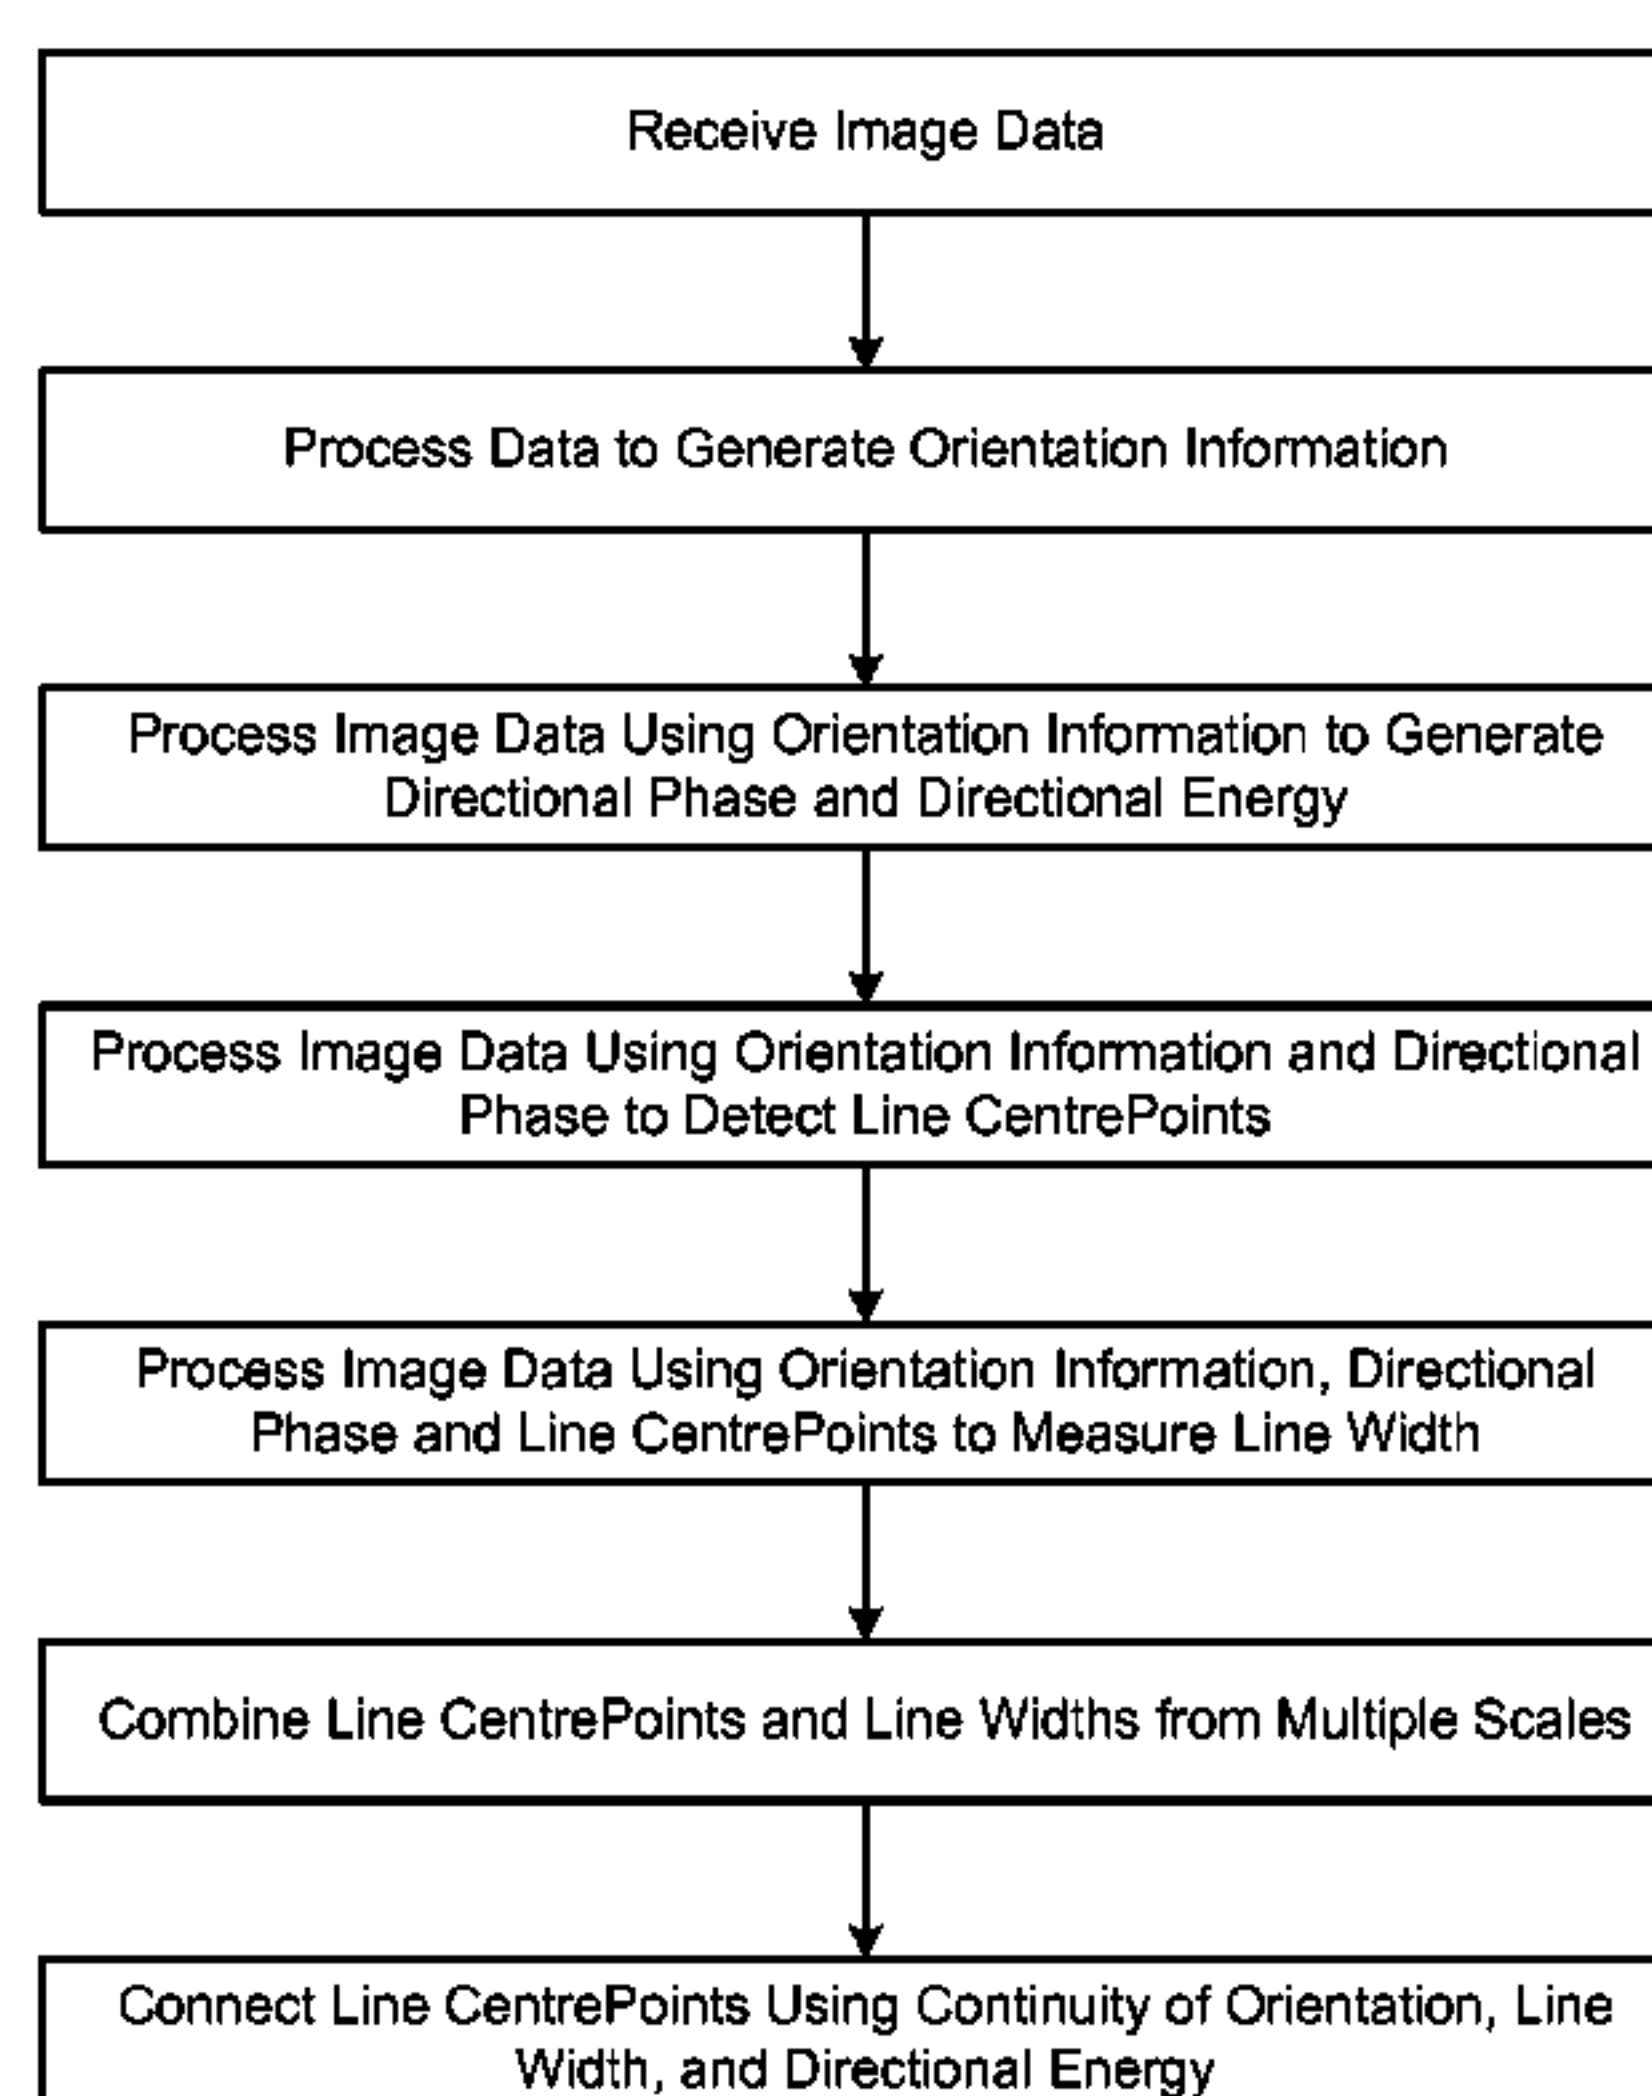 Receive Image Data
Process Data to Generate Orientation Information
Process Image Data Using Orientation Information to Generate
Directional Phase and Directional Energy
Process Image Data Using Orientation Information and Directional
Phase to Detect Line CentrePoints
Process Image Data Using Orientation Information, Directional
Phase and Line CentrePoints to Measure Line Width
Combine Line CentrePoints and Line Widths from Multiple Scales
Connect Line CentrePoints Using Continuity of Orientation, Line
Width, and Directional Energy